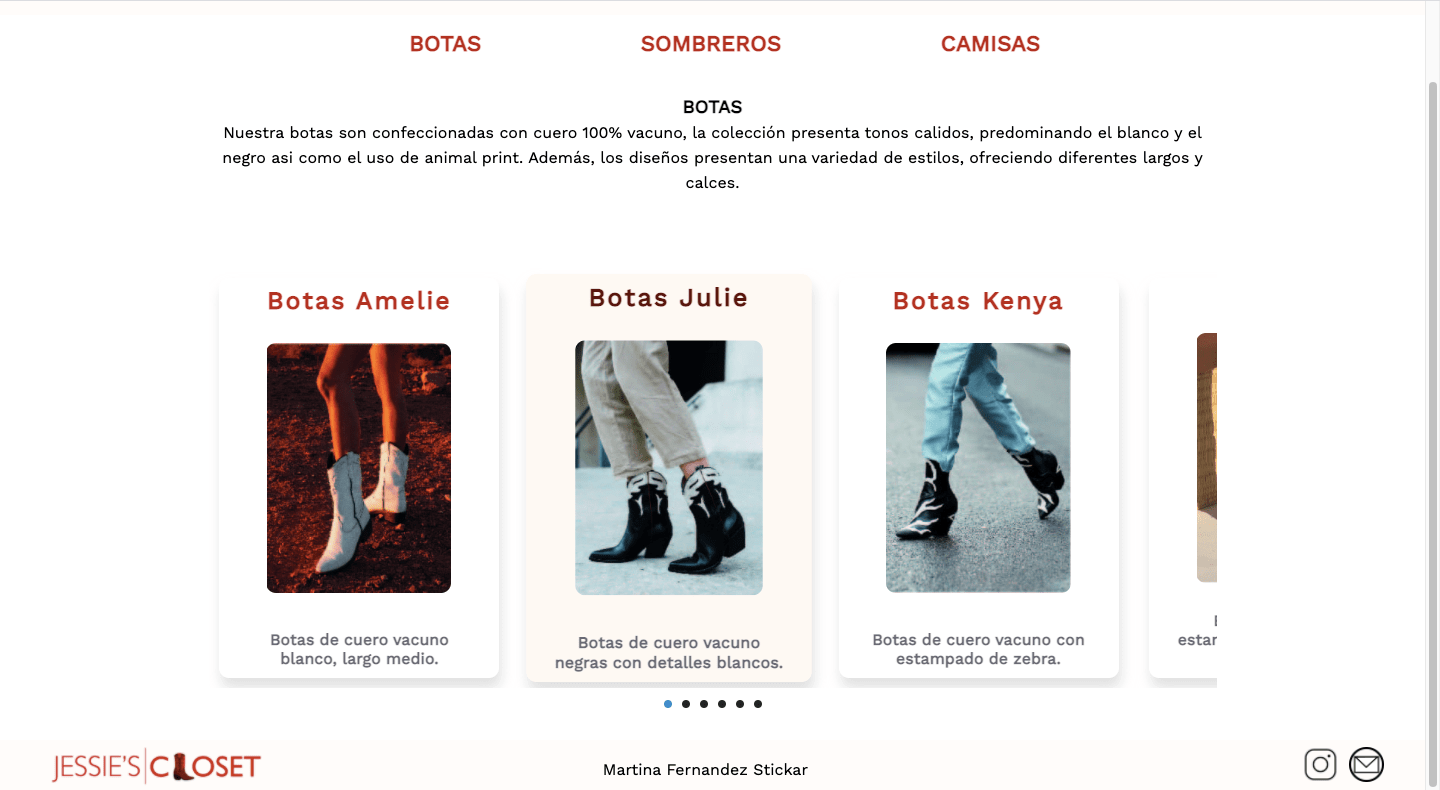 BOTAS SOMBREROS CAMISAS
BOTAS
Nuestra botas son confeccionadas con cuero 100% vacuno, la colección presenta tonos calidos, predominando el blanco y el
negro asi como el uso de animal print. Además, los diseños presentan una variedad de estilos, ofreciendo diferentes largos y
calces.
Botas Amelie
Botas de cuero vacuno
blanco, largo medio.
Botas Julie
Botas de cuero vacuno
negras con detalles blancos.
Botas Kenya
Botas de cuero vacuno con
estampado de zebra.
JESSIE'S CLOSET
Martina Fernandez Stickar